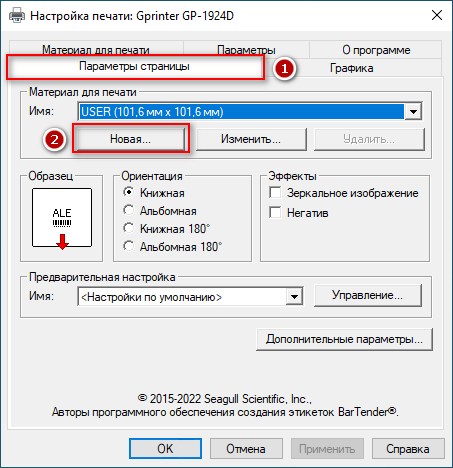 Настройка печати: Gprinter GP-1924D
Материал для печати Параметры О программе
Параметры страницы 1 Графика
Материал для печати
Имя: USER (101,6 мм x 101,6 мм)
2 Новая... Изменить... Удалить...
Образец Ориентация Эффекты
ALE
Книжная
Альбомная
Книжная 180°
Альбомная 180°
Зеркальное изображение
Негатив
Предварительная настройка
Имя: <Настройки по умолчанию> Управление...
Дополнительные параметры...
© 2015-2022 Seagull Scientific, Inc.,
Авторы программного обеспечения создания этикеток BarTender®.
OK Отмена Применить Справка